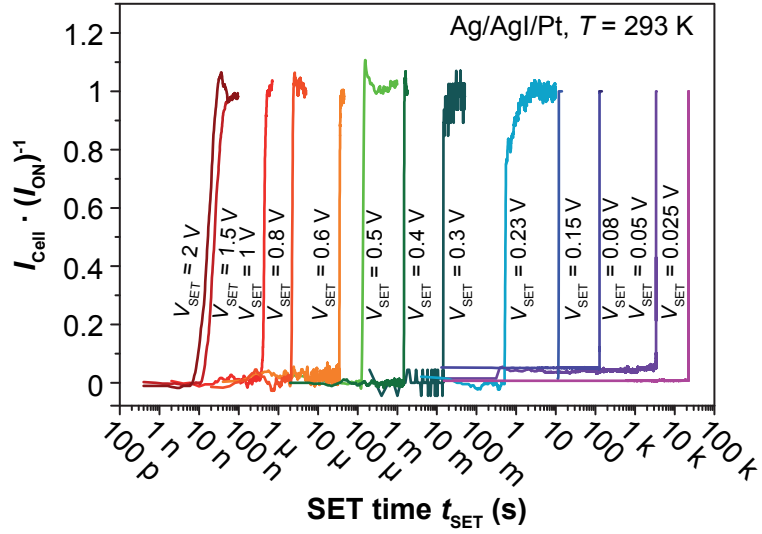 Ag/AgI/Pt, T = 293 K
1.2
1
0.8
0.6
0.4
0.2
0
I_Cell · (I_ON)^-1
V_SET = 2 V
V_SET = 1.5 V
V_SET = 1 V
V_SET = 0.8 V
V_SET = 0.6 V
V_SET = 0.5 V
V_SET = 0.4 V
V_SET = 0.3 V
V_SET = 0.23 V
V_SET = 0.15 V
V_SET = 0.08 V
V_SET = 0.05 V
V_SET = 0.025 V
100 p
1 n
10 n
100 n
1 µ
10 µ
100 µ
1 m
10 m
100 m
1
10
100
1 k
10 k
100 k
SET time t_SET (s)